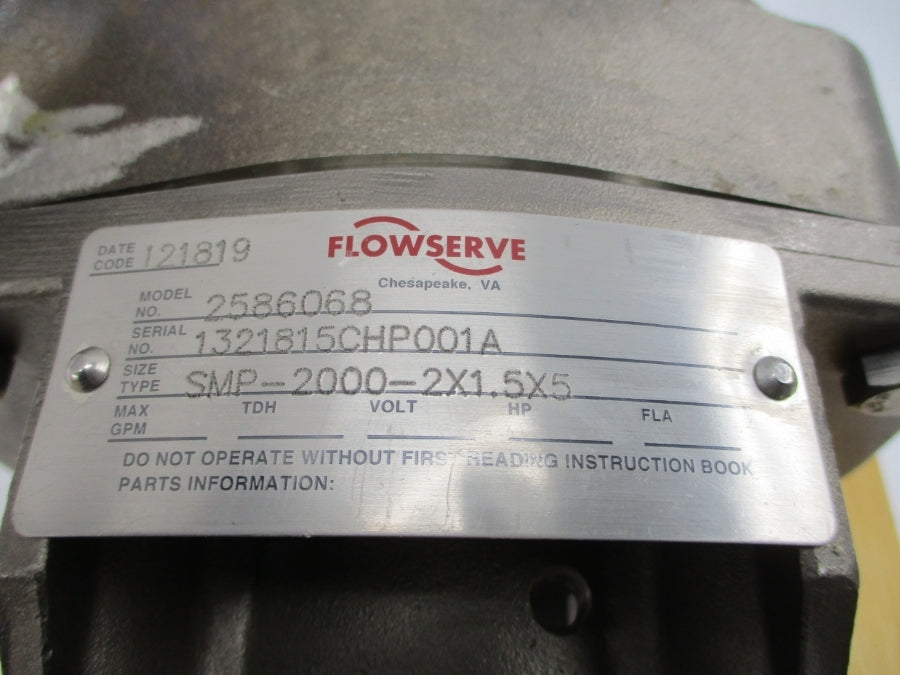 DATE CODE 121819
FLOWSERVE
Chesapeake, VA
MODEL NO. 2586068
SERIAL NO. 1321815CHP001A
SIZE TYPE SMP-2000-2X1.5X5
MAX GPM TDH VOLT HP FLA
DO NOT OPERATE WITHOUT FIRST READING INSTRUCTION BOOK
PARTS INFORMATION: